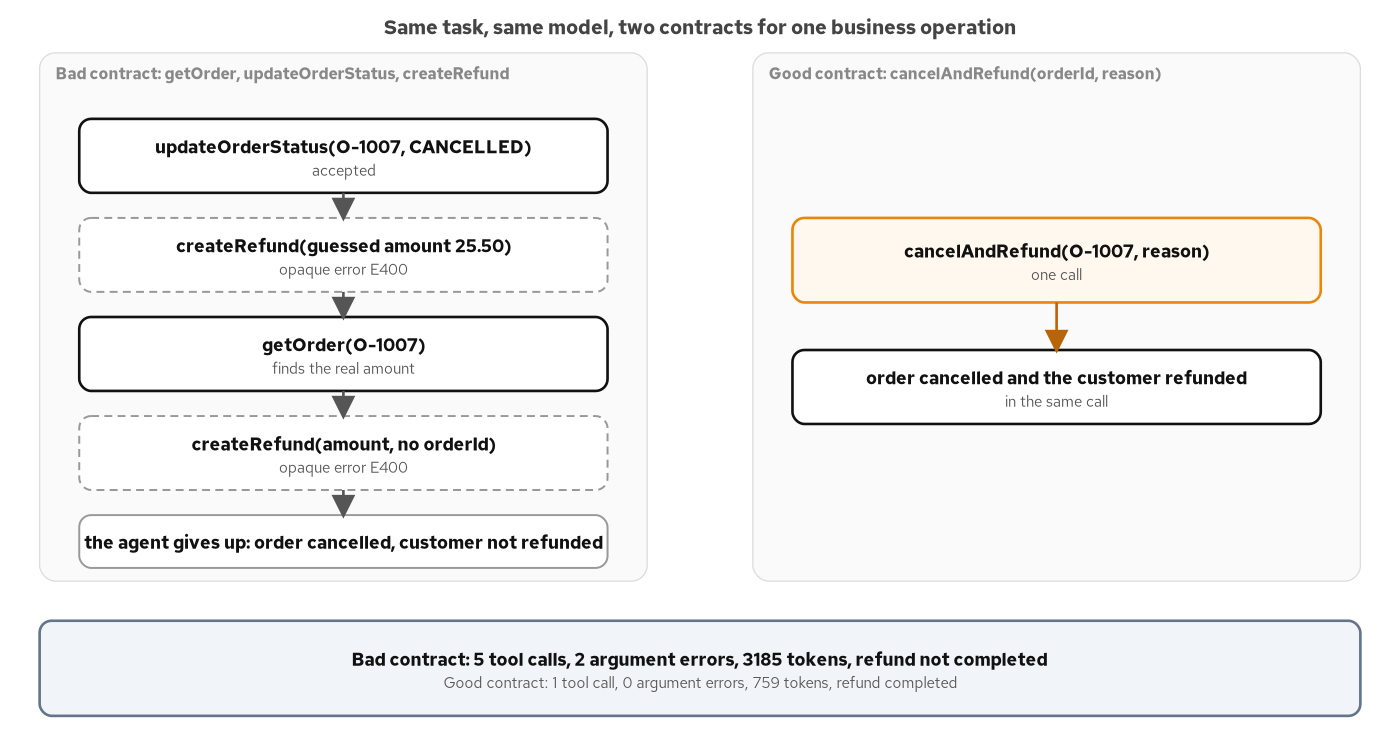 Same task, same model, two contracts for one business operation
Bad contract: getOrder, updateOrderStatus, createRefund
updateOrderStatus(O-1007, CANCELLED)
accepted
createRefund(guessed amount 25.50)
opaque error E400
getOrder(O-1007)
finds the real amount
createRefund(amount, no orderId)
opaque error E400
the agent gives up: order cancelled, customer not refunded
Good contract: cancelAndRefund(orderId, reason)
cancelAndRefund(O-1007, reason)
one call
order cancelled and the customer refunded
in the same call
Bad contract: 5 tool calls, 2 argument errors, 3185 tokens, refund not completed
Good contract: 1 tool call, 0 argument errors, 759 tokens, refund completed